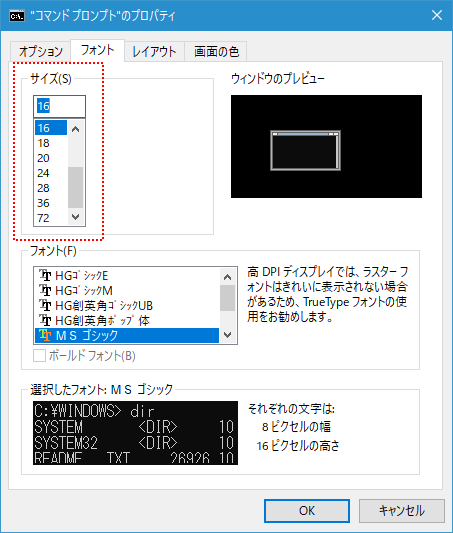 "コマンド プロンプト"のプロパティ
オプション フォント レイアウト 画面の色
サイズ(S)
16
16
18
20
24
28
36
72
ウィンドウのプレビュー
フォント(F)
HGｺﾞｼｯｸE
HGｺﾞｼｯｸM
HG創英角ｺﾞｼｯｸUB
HG創英角ﾎﾟｯﾌﾟ体
ＭＳ ゴシック
ボールド フォント(B)
高 DPI ディスプレイでは、ラスター フォントはきれいに表示されない場合があるため、TrueType フォントの使用をお勧めします。
選択したフォント: ＭＳ ゴシック
C:¥WINDOWS> dir
SYSTEM <DIR> 10
SYSTEM32 <DIR> 10
README TXT 26926 10
それぞれの文字は:
8 ピクセルの幅
16 ピクセルの高さ
OK キャンセル